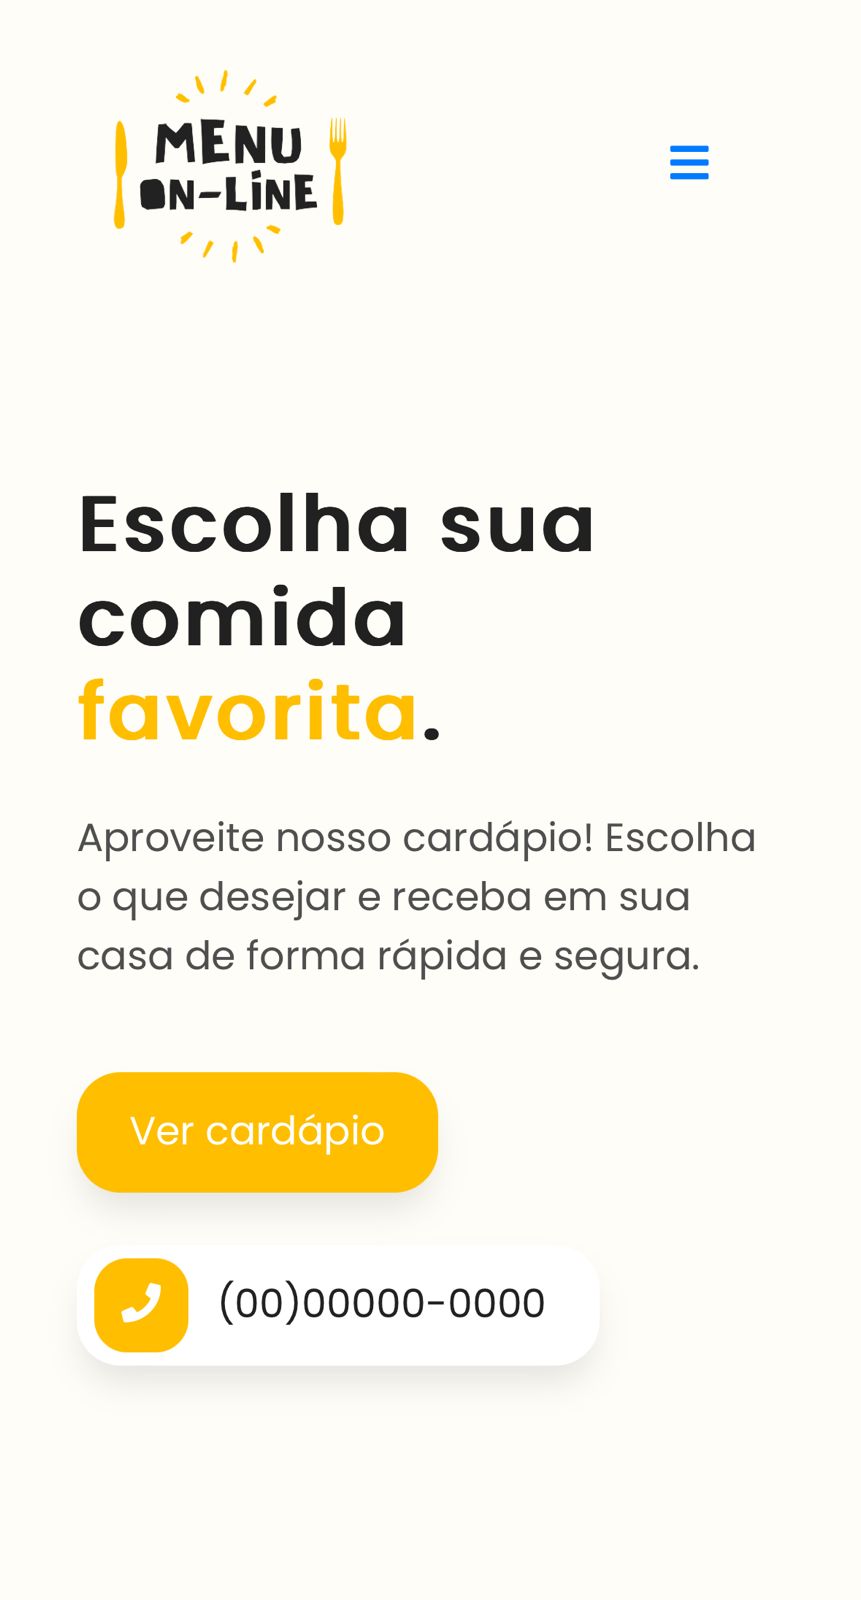 MENU
ON-LÍNE
Escolha sua
comida
favorita.
Aproveite nosso cardápio! Escolha
o que desejar e receba em sua
casa de forma rápida e segura.
Ver cardápio
(00)00000-0000